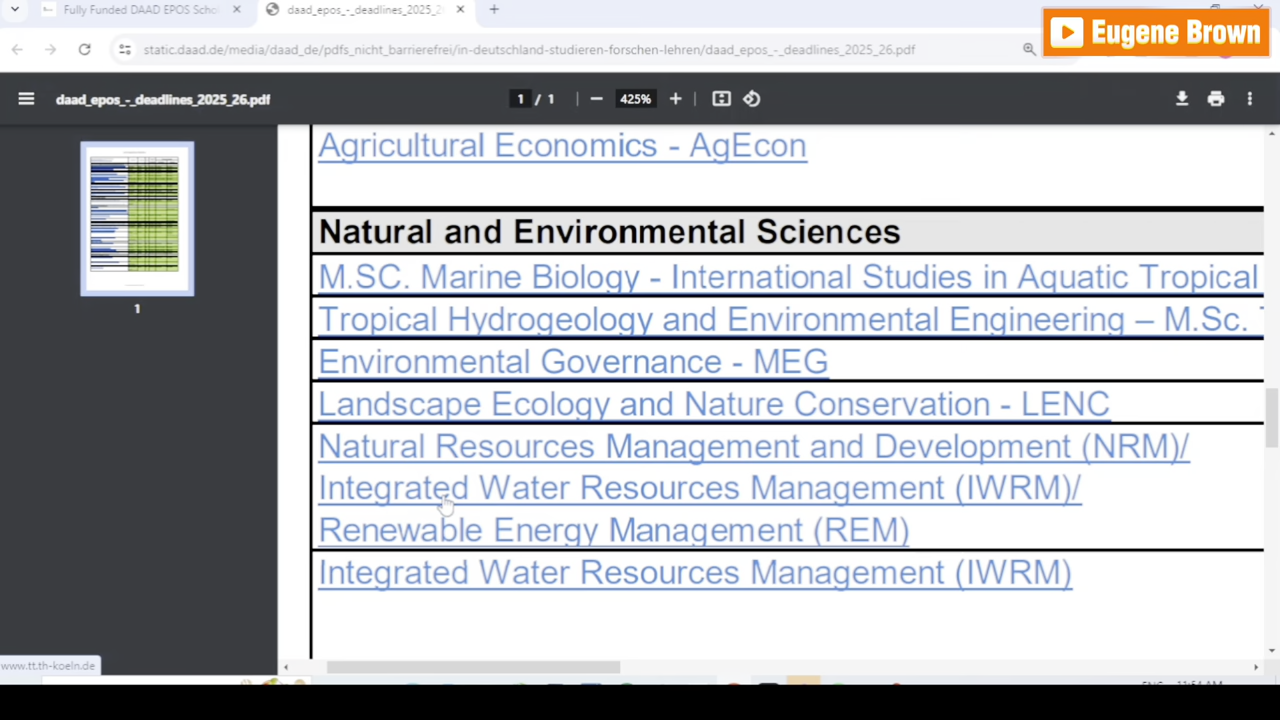 Fully Funded DAAD EPOS Schol
daad_epos_-_deadlines_2025_2
Eugene Brown
static.daad.de/media/daad_de/pdfs_nicht_barrierefrei/in-deutschland-studieren-forschen-lehren/daad_epos_-_deadlines_2025_26.pdf
daad_epos_-_deadlines_2025_26.pdf
1 / 1
425%
Agricultural Economics - AgEcon
Natural and Environmental Sciences
M.SC. Marine Biology - International Studies in Aquatic Tropical
Tropical Hydrogeology and Environmental Engineering – M.Sc.
Environmental Governance - MEG
Landscape Ecology and Nature Conservation - LENC
Natural Resources Management and Development (NRM)/
Integrated Water Resources Management (IWRM)/
Renewable Energy Management (REM)
Integrated Water Resources Management (IWRM)
1
www.tt.th-koeln.de